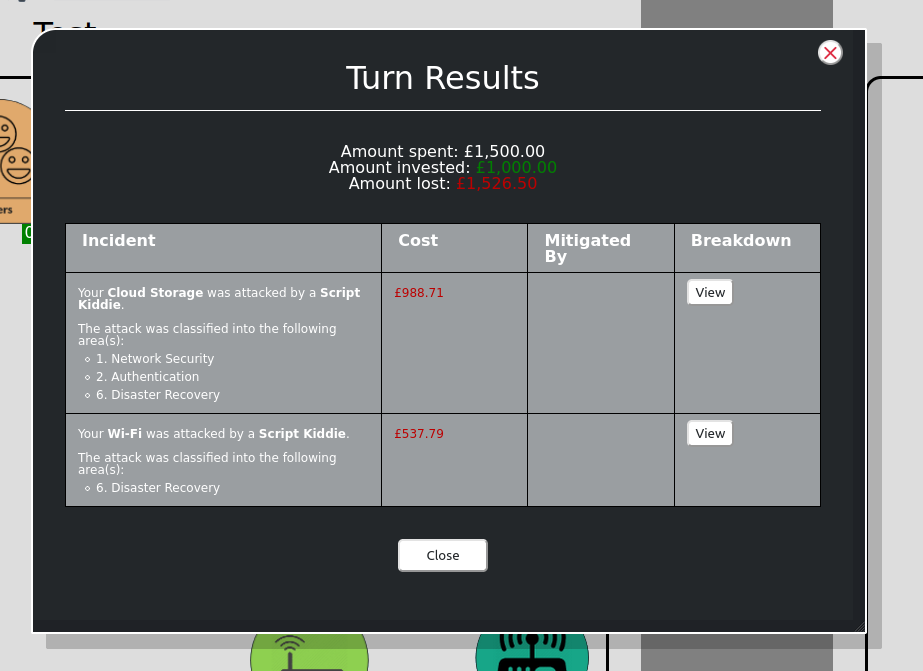 Test
Turn Results
Amount spent: £1,500.00
Amount invested: £1,000.00
Amount lost: £1,526.50
Incident Cost Mitigated By Breakdown
Your Cloud Storage was attacked by a Script
Kiddie.
£988.71
View
The attack was classified into the following
area(s):
1. Network Security
2. Authentication
6. Disaster Recovery
Your Wi-Fi was attacked by a Script Kiddie.
£537.79
View
The attack was classified into the following
area(s):
6. Disaster Recovery
Close